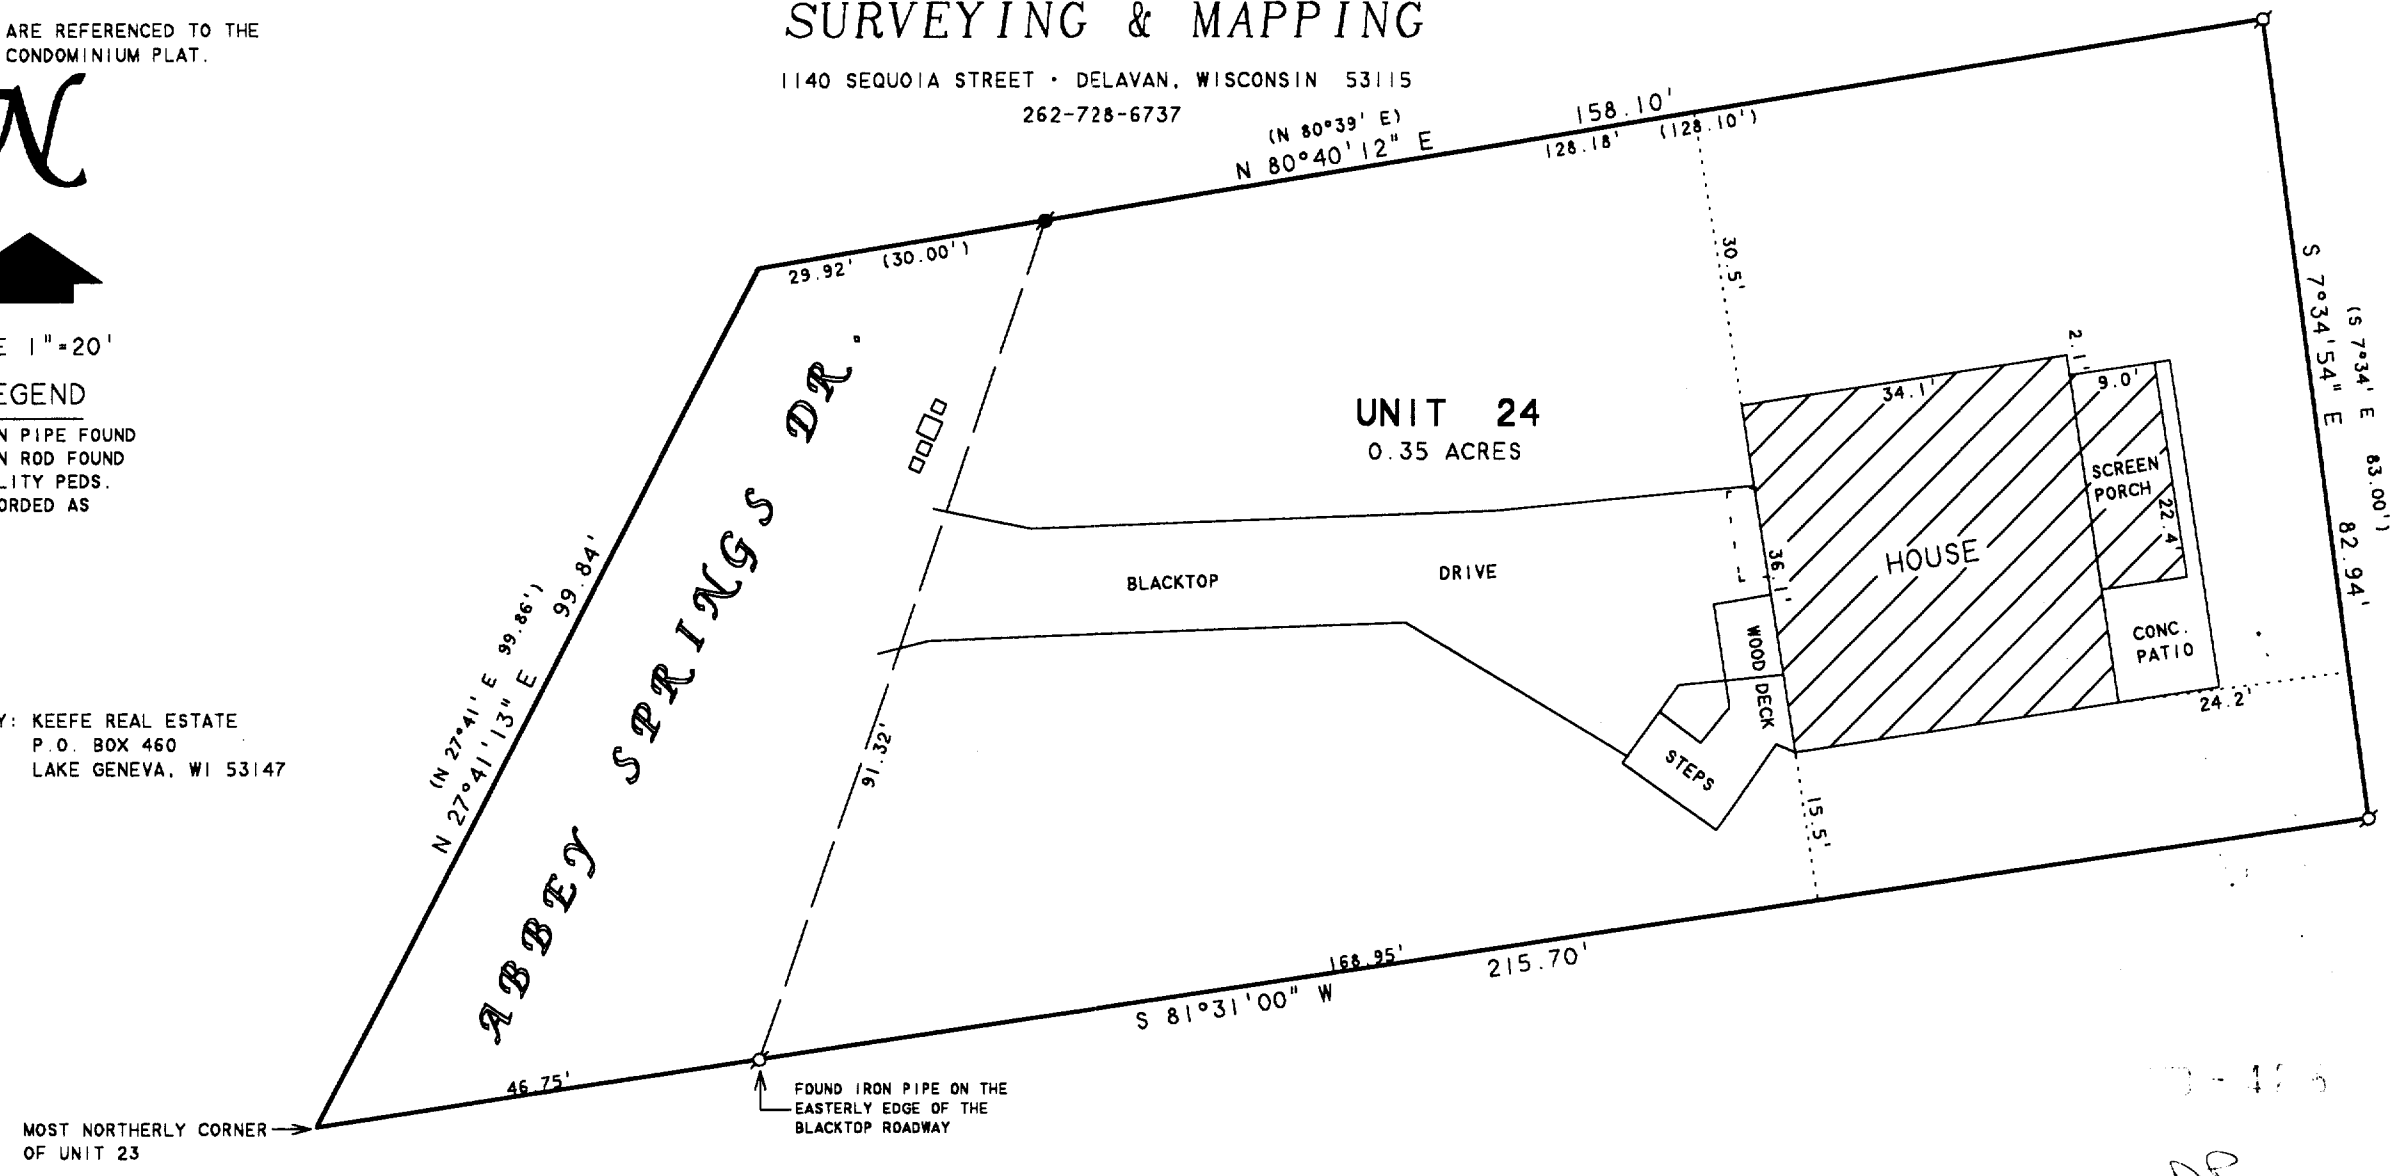 ARE REFERENCED TO THE
CONDOMINIUM PLAT.
N
SURVEYING & MAPPING
1140 SEQUOIA STREET • DELAVAN, WISCONSIN 53115
262-728-6737
E 1"=20'
EGEND
N PIPE FOUND
N ROD FOUND
LITY PEDS.
ORDED AS
Y: KEEFE REAL ESTATE
P.O. BOX 460
LAKE GENEVA, WI 53147
(N 80°39' E)
N 80°40'12" E
158.10'
128.18' (128.10')
29.92' (30.00')
30.5'
S 7°34'54" E 82.94'
(S 7°34' E 83.00')
UNIT 24
0.35 ACRES
34.1'
2.1'
9.0'
SCREEN
PORCH
22.4'
HOUSE
36.1'
CONC.
PATIO
24.2'
BLACKTOP DRIVE
WOOD DECK
STEPS
15.5'
ABBEY SPRINGS DR.
(N 27°41' E 99.86')
N 27°41'13" E 99.84'
91.32'
168.95'
215.70'
S 81°31'00" W
46.75'
FOUND IRON PIPE ON THE
EASTERLY EDGE OF THE
BLACKTOP ROADWAY
MOST NORTHERLY CORNER
OF UNIT 23